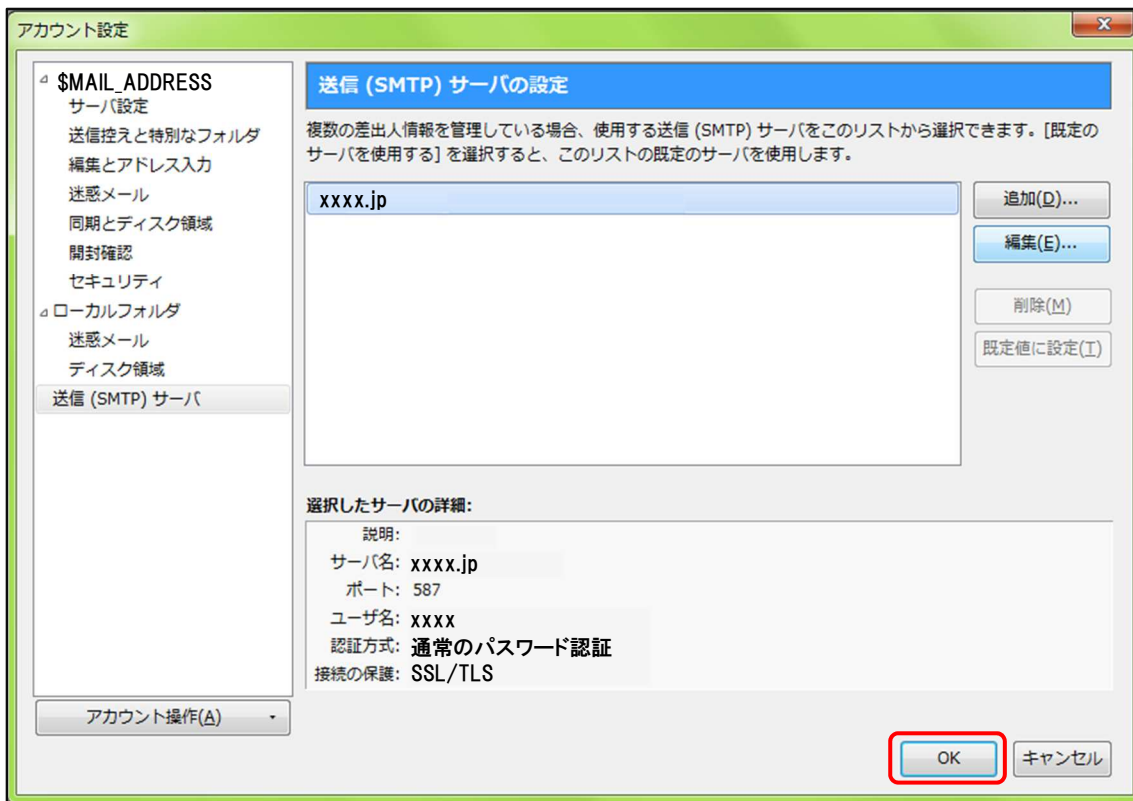 アカウント設定
$MAIL_ADDRESS
サーバ設定
送信控えと特別なフォルダ
編集とアドレス入力
迷惑メール
同期とディスク領域
開封確認
セキュリティ
ローカルフォルダ
迷惑メール
ディスク領域
送信 (SMTP) サーバ
アカウント操作(A)
送信 (SMTP) サーバの設定
複数の差出人情報を管理している場合、使用する送信 (SMTP) サーバをこのリストから選択できます。[既定の
サーバを使用する] を選択すると、このリストの既定のサーバを使用します。
xxxx.jp
追加(D)...
編集(E)...
削除(M)
既定値に設定(T)
選択したサーバの詳細:
説明:
サーバ名: xxxx.jp
ポート: 587
ユーザ名: xxxx
認証方式: 通常のパスワード認証
接続の保護: SSL/TLS
OK
キャンセル